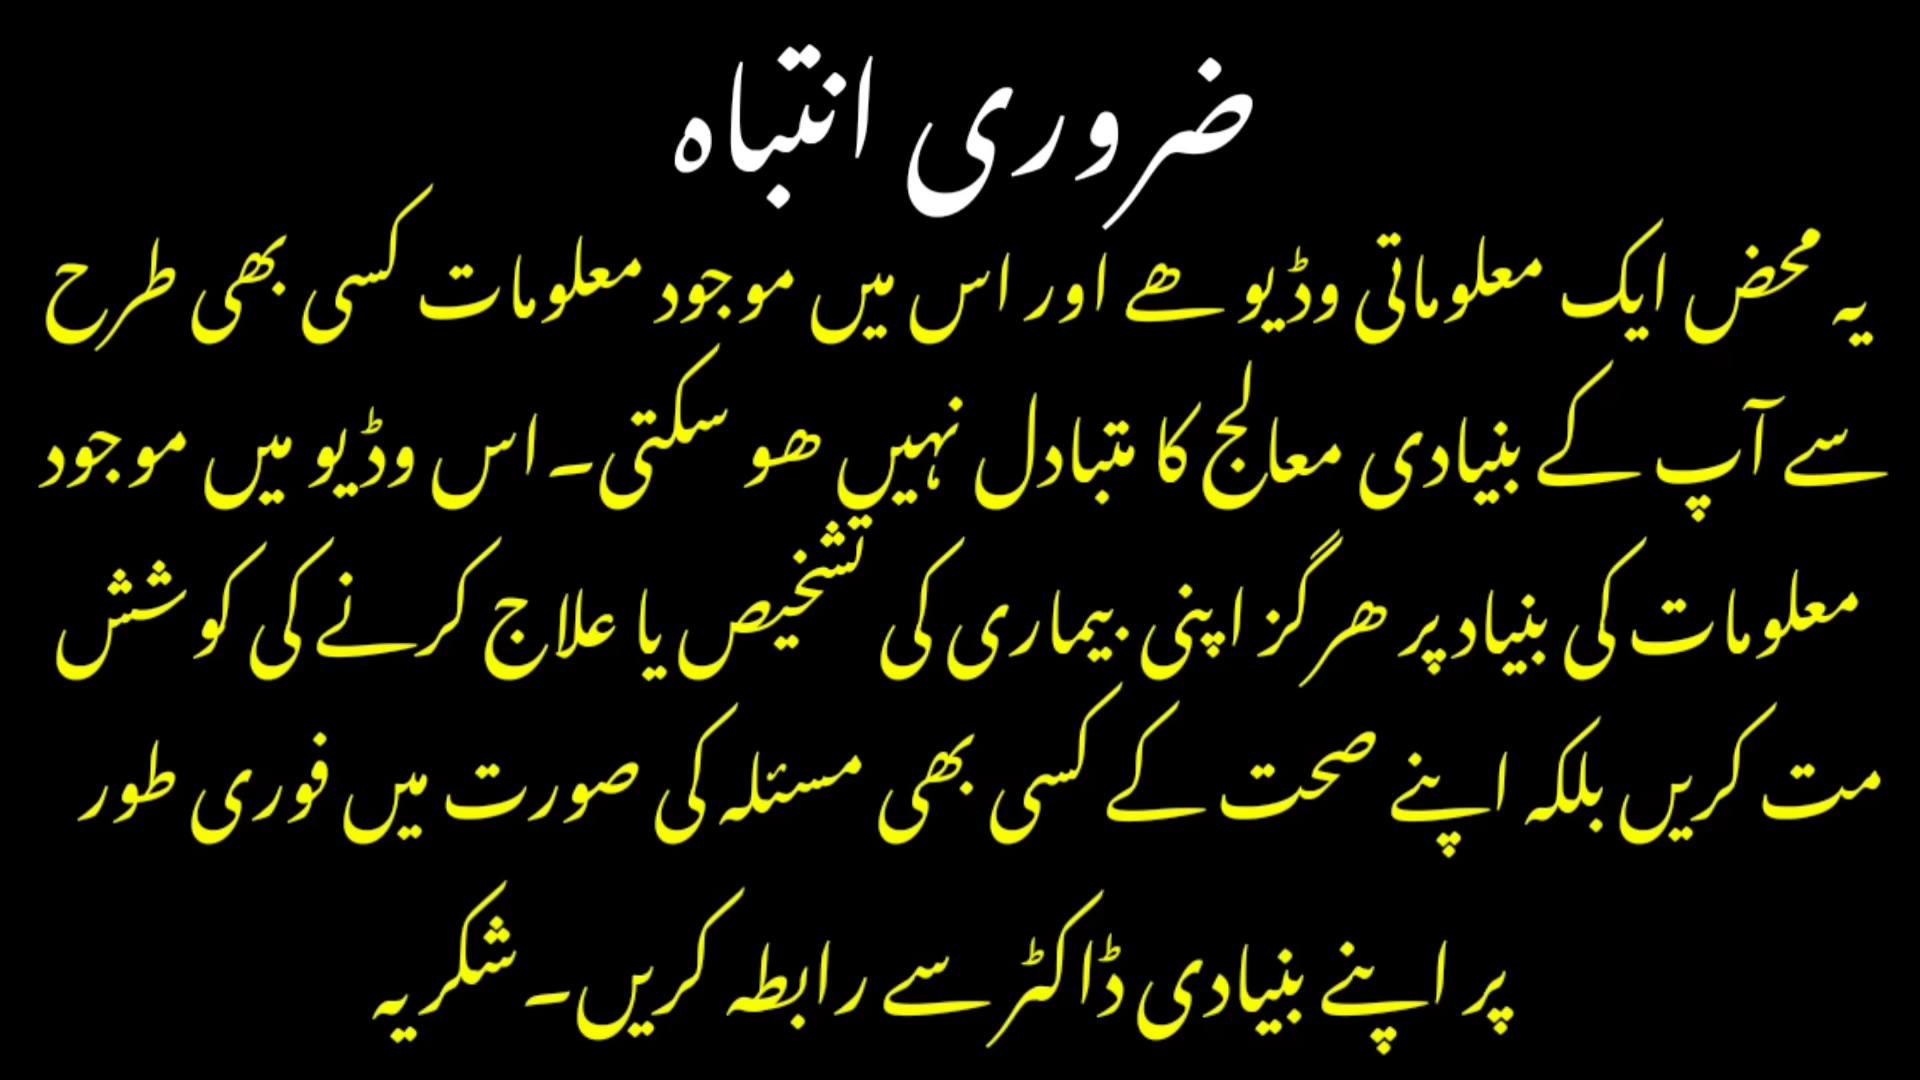 ضروری انتباہ
یہ محض ایک معلوماتی وڈیو ھے اور اس میں موجود معلومات کسی بھی طرح
سے آپ کے بنیادی معالج کا متبادل نہیں ھو سکتی۔ اس وڈیو میں موجود
معلومات کی بنیاد پر ھرگز اپنی بیماری کی تشخیص یا علاج کرنے کی کوشش
مت کریں بلکہ اپنے صحت کے کسی بھی مسئلہ کی صورت میں فوری طور
پر اپنے بنیادی ڈاکٹر سے رابطہ کریں۔ شکریہ